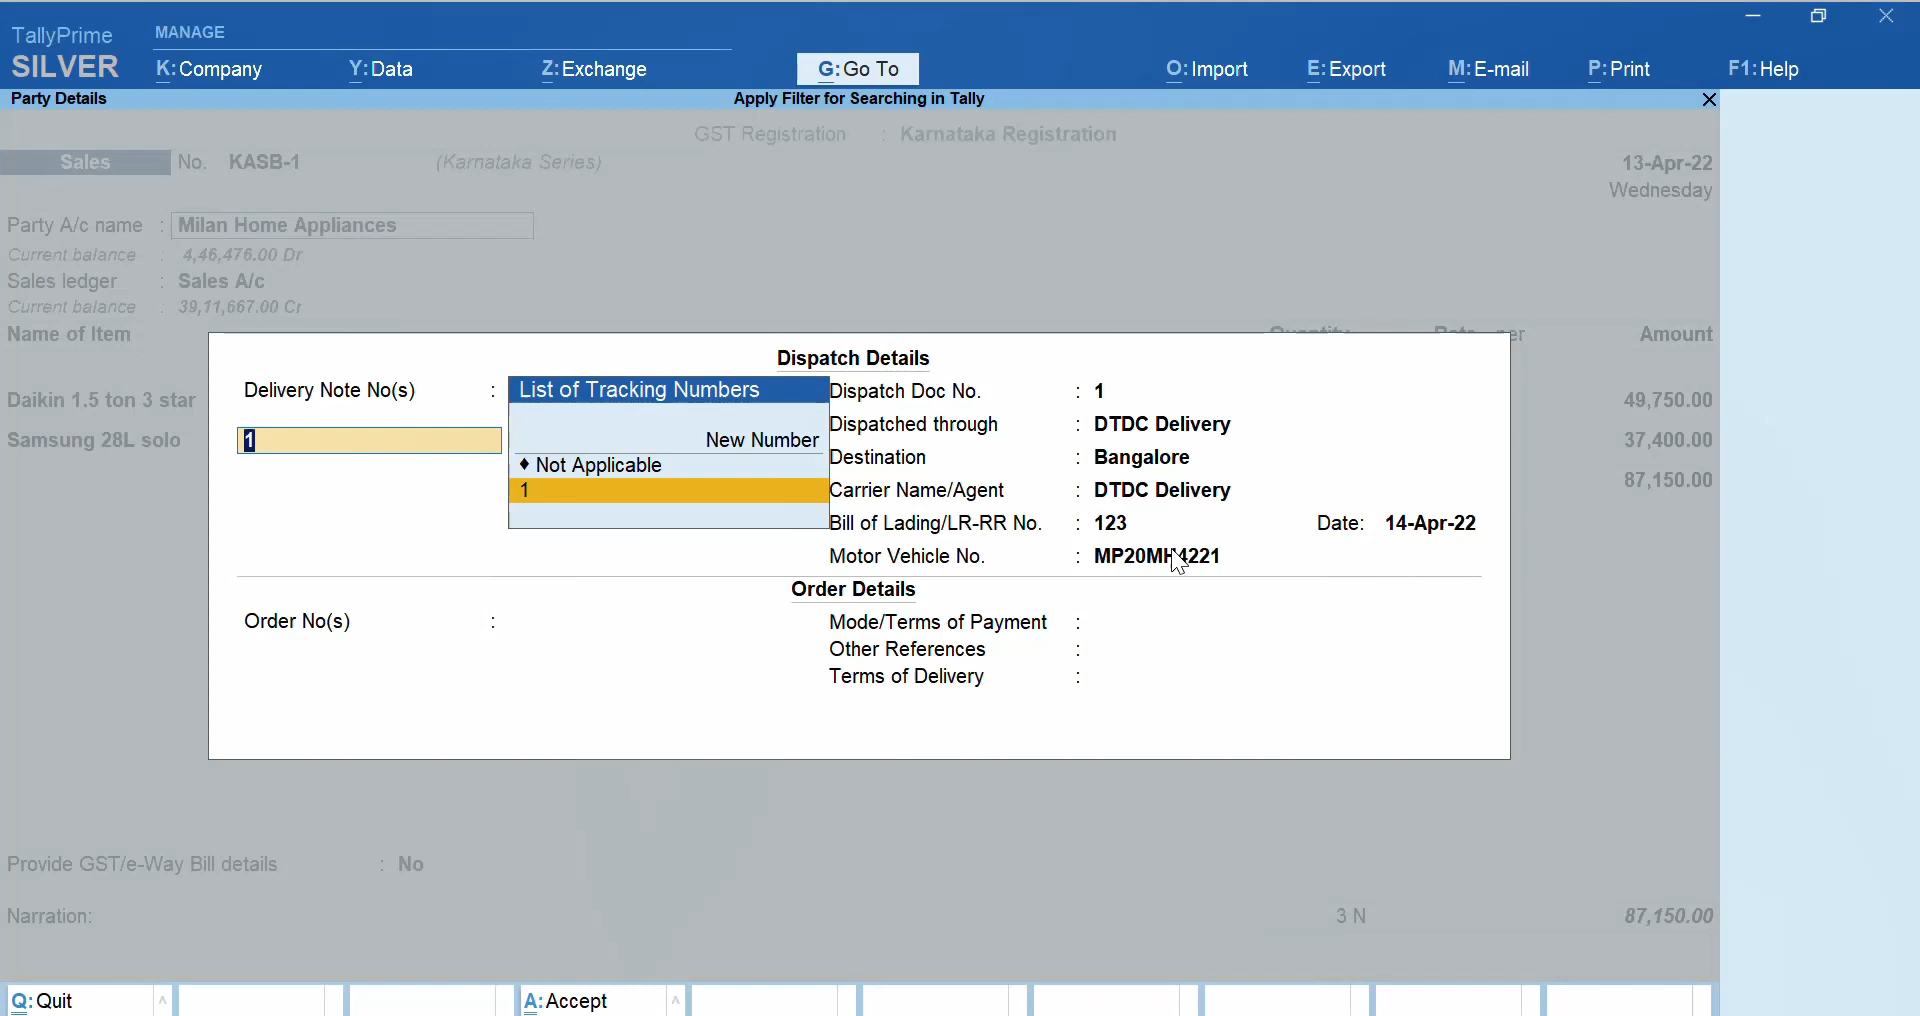 TallyPrime
SILVER
MANAGE
K: Company Y: Data Z: Exchange G: Go To O: Import E: Export M: E-mail P: Print F1: Help
Party Details Apply Filter for Searching in Tally
GST Registration : Karnataka Registration
Sales No. KASB-1 (Karnataka Series) 13-Apr-22
Wednesday
Party A/c name : Milan Home Appliances
Current balance : 4,46,476.00 Dr
Sales ledger : Sales A/c
Current balance : 39,11,667.00 Cr
Name of Item Quantity Rate per Amount
Daikin 1.5 ton 3 star 49,750.00
Samsung 28L solo 37,400.00
87,150.00
Dispatch Details
Delivery Note No(s) :
1
List of Tracking Numbers
New Number
♦ Not Applicable
1
Dispatch Doc No. : 1
Dispatched through : DTDC Delivery
Destination : Bangalore
Carrier Name/Agent : DTDC Delivery
Bill of Lading/LR-RR No. : 123 Date: 14-Apr-22
Motor Vehicle No. : MP20MH4221
Order Details
Order No(s) :
Mode/Terms of Payment :
Other References :
Terms of Delivery :
Provide GST/e-Way Bill details : No
Narration: 3 N 87,150.00
Q: Quit A: Accept